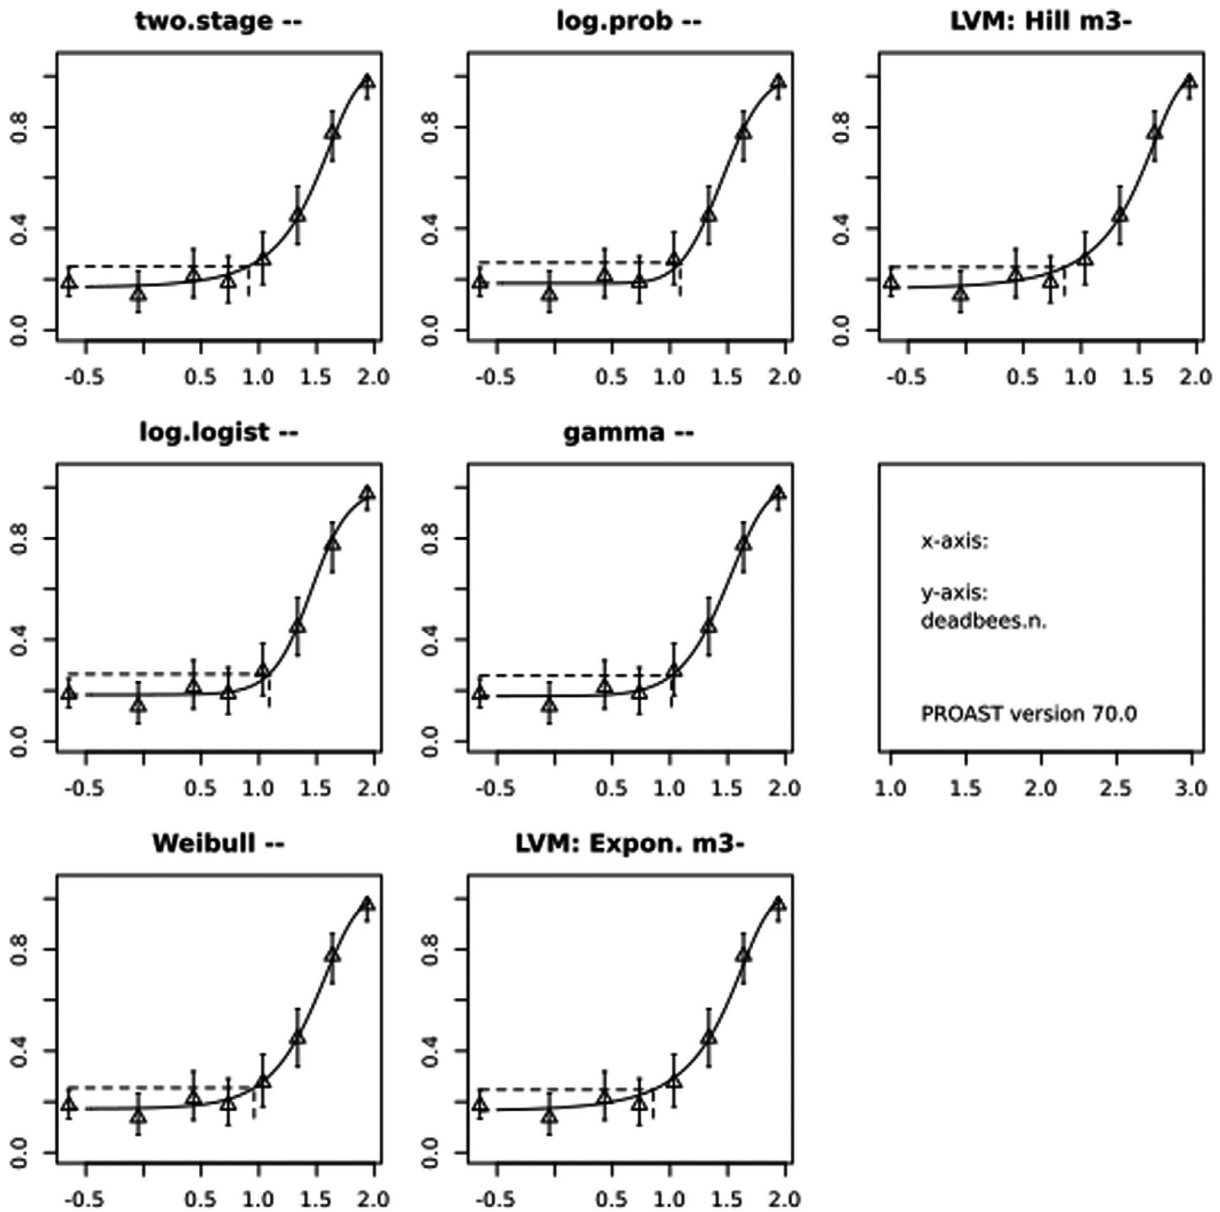 two.stage --
log.prob --
LVM: Hill m3-
0.8
0.4
0.0
-0.5 0.5 1.0 1.5 2.0
0.8
0.4
0.0
-0.5 0.5 1.0 1.5 2.0
0.8
0.4
0.0
-0.5 0.5 1.0 1.5 2.0
log.logist --
gamma --
0.8
0.4
0.0
-0.5 0.5 1.0 1.5 2.0
0.8
0.4
0.0
-0.5 0.5 1.0 1.5 2.0
x-axis:
y-axis:
deadbees.n.
PROAST version 70.0
1.0 1.5 2.0 2.5 3.0
Weibull --
LVM: Expon. m3-
0.8
0.4
0.0
-0.5 0.5 1.0 1.5 2.0
0.8
0.4
0.0
-0.5 0.5 1.0 1.5 2.0